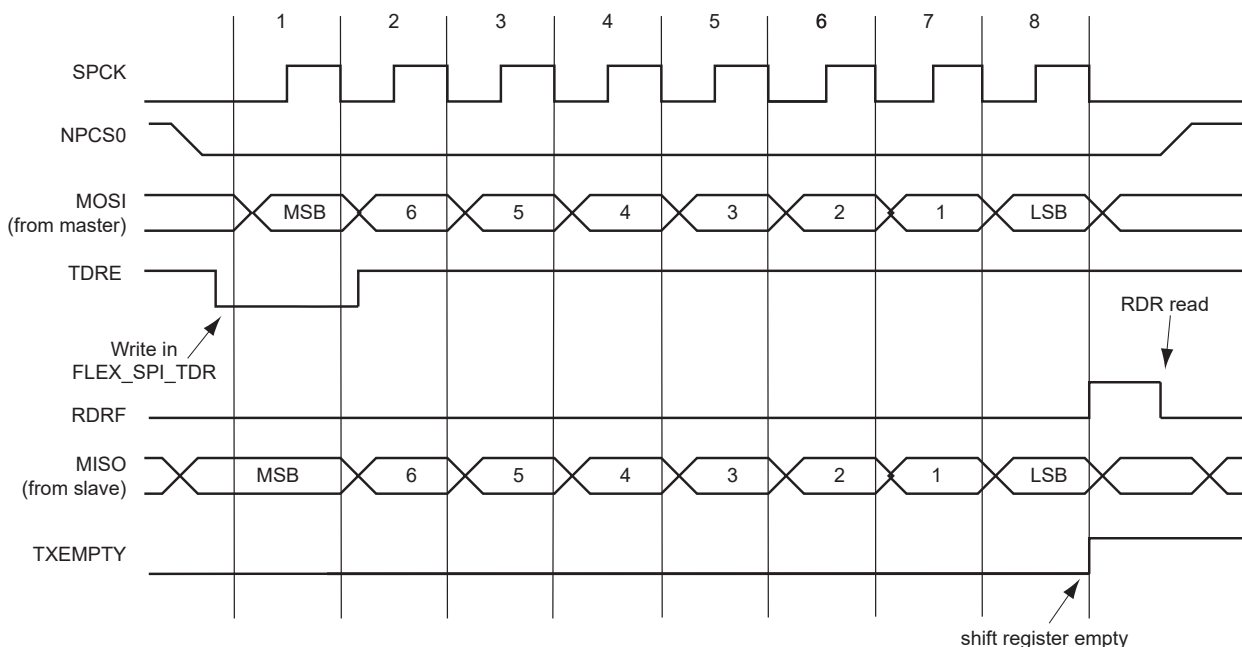 1 2 3 4 5 6 7 8
SPCK
NPCS0
MOSI
(from master)
MSB 6 5 4 3 2 1 LSB
TDRE
RDR read
Write in
FLEX_SPI_TDR
RDRF
MISO
(from slave)
MSB 6 5 4 3 2 1 LSB
TXEMPTY
shift register empty